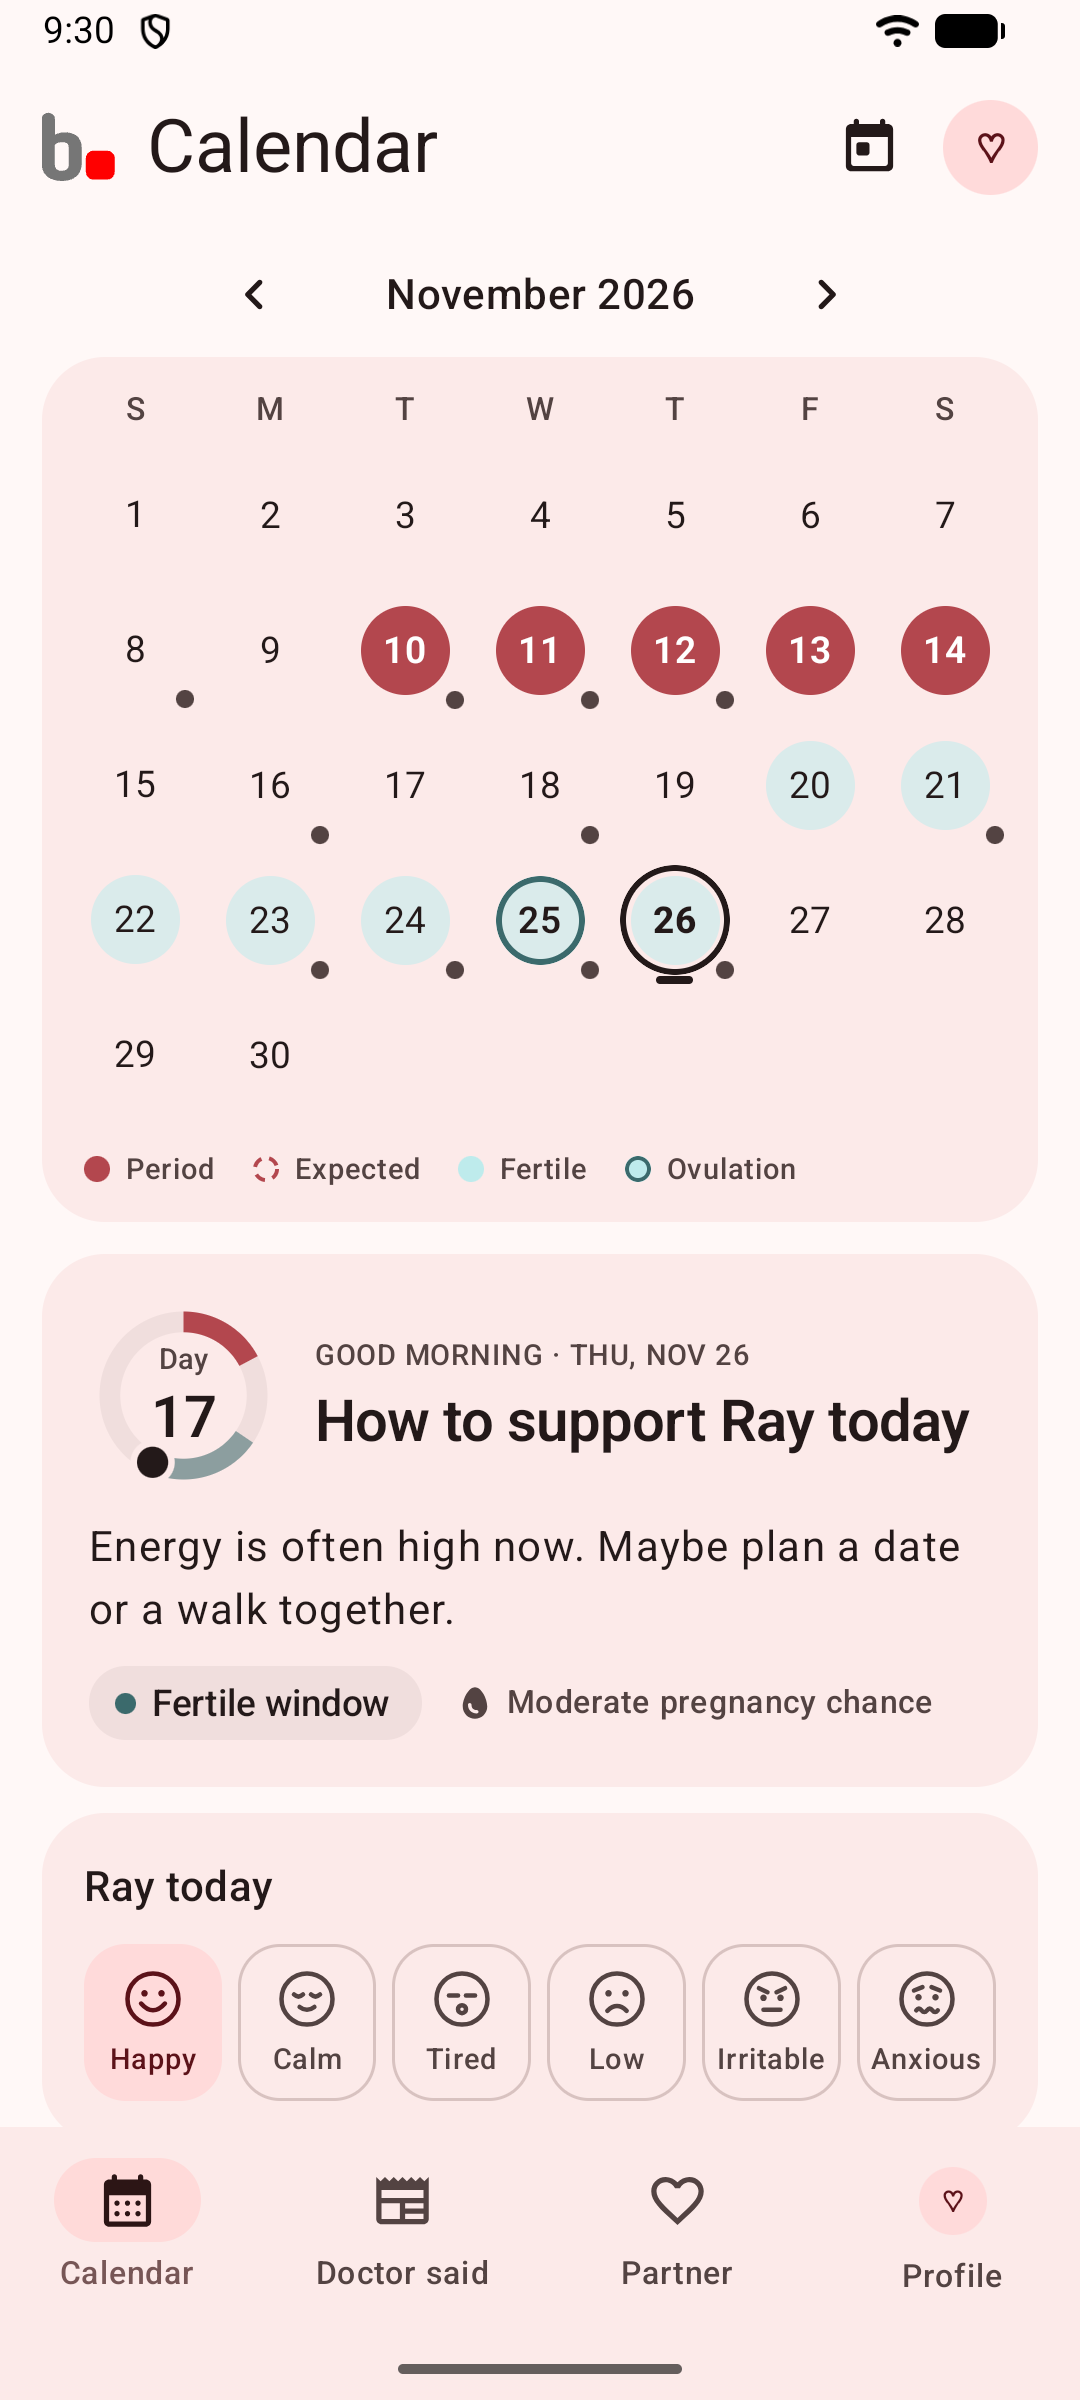 9:30
b. Calendar
November 2026
S M T W T F S
1 2 3 4 5 6 7
8 9 10 11 12 13 14
15 16 17 18 19 20 21
22 23 24 25 26 27 28
29 30
Period Expected Fertile Ovulation
Day
17
GOOD MORNING · THU, NOV 26
How to support Ray today
Energy is often high now. Maybe plan a date
or a walk together.
Fertile window Moderate pregnancy chance
Ray today
Happy Calm Tired Low Irritable Anxious
Calendar Doctor said Partner Profile